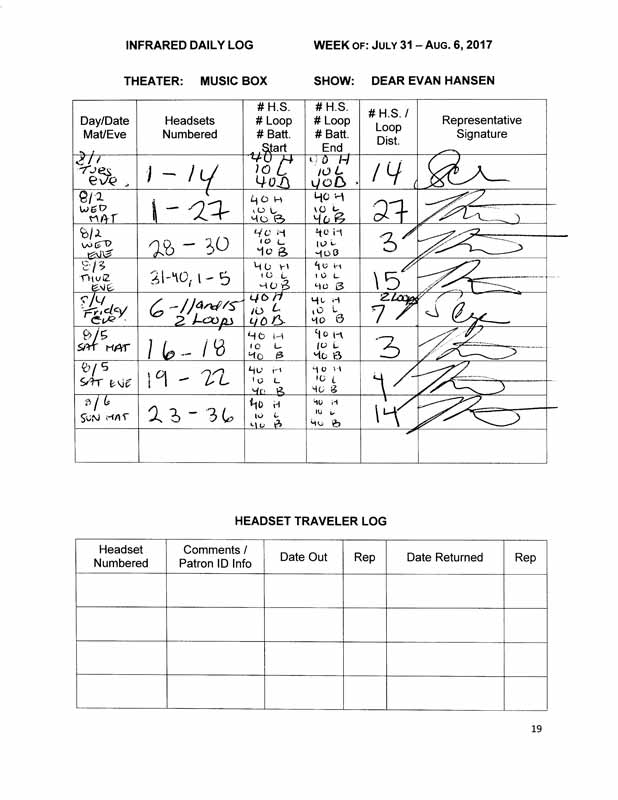 INFRARED DAILY LOG WEEK OF: JULY 31 – AUG. 6, 2017
THEATER: MUSIC BOX SHOW: DEAR EVAN HANSEN
Day/Date
Mat/Eve
Headsets
Numbered
# H.S.
# Loop
# Batt.
Start
# H.S.
# Loop
# Batt.
End
# H.S. /
Loop
Dist.
Representative
Signature
8/1
Tues
eve.
1 - 14
40 H
10 L
40 B
40 H
10 L
40 B.
14
8/2
WED
MAT
1 - 27
40 H
10 L
40 B
40 H
10 L
40 B
27
8/2
WED
EVE
28 - 30
40 H
10 L
40 B
40 H
10 L
40B
3
8/3
THUR
EVE
31-40, 1-5
40 H
10 L
40 B
40 H
10 L
40 B
15
8/4
Friday
eve.
6 - 11 and 15
2 Loops
40 H
10 L
40 B
40 H
10 L
40 B
2 Loops
7
8/5
SAT MAT
16 - 18
40 H
10 L
40 B
40 H
10 L
40 B
3
8/5
SAT EVE
19 - 22
40 H
10 L
40 B
40 H
10 L
40 B
4
8/6
SUN MAT
23 - 36
40 H
10 L
40 B
40 H
10 L
40 B
14
HEADSET TRAVELER LOG
Headset
Numbered
Comments /
Patron ID Info
Date Out
Rep
Date Returned
Rep
19